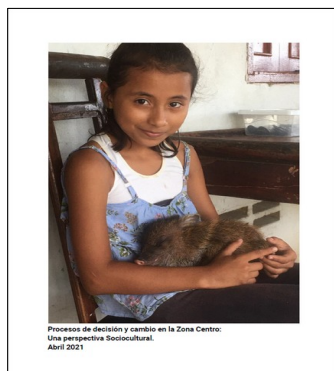 Procesos de decisión y cambio en la Zona Centro:
Una perspectiva Sociocultural.
Abril 2021